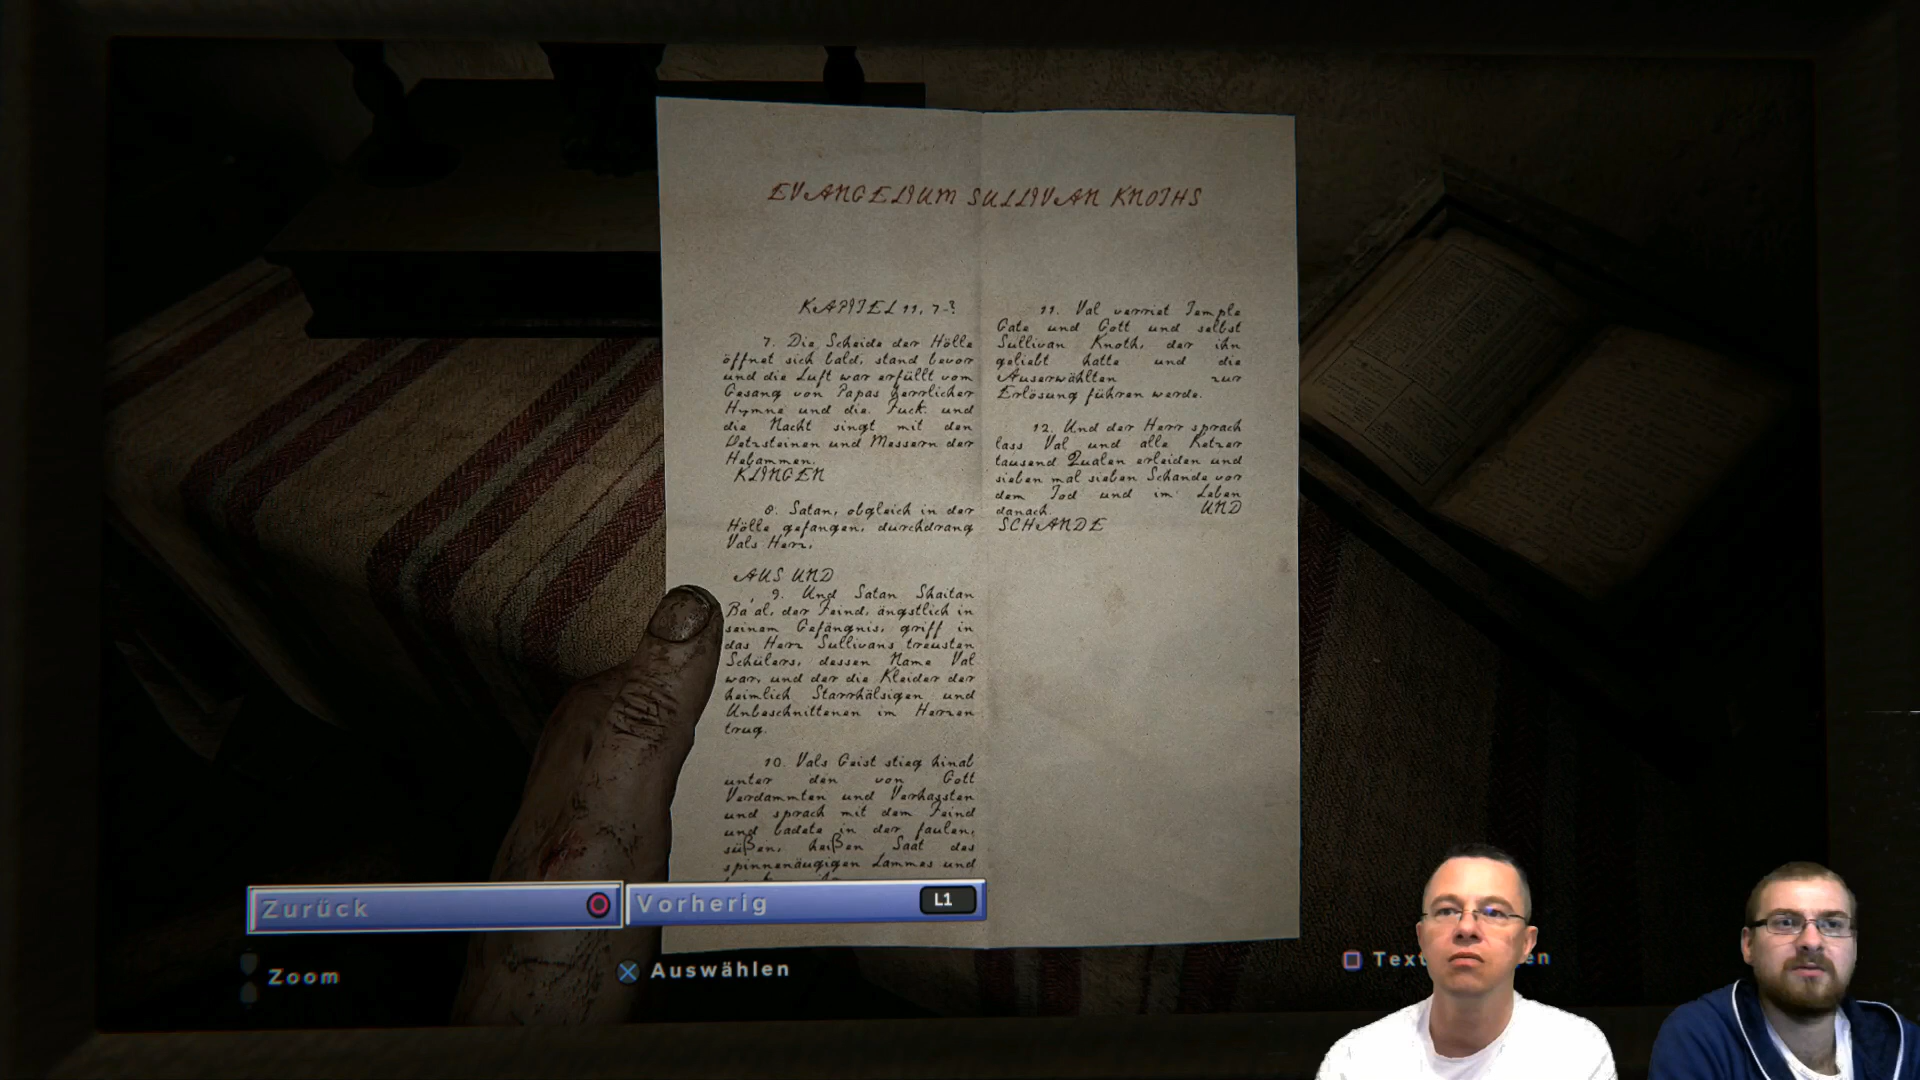 EVANGELIUM SULLIVAN KNOTHS
KAPITEL 11, 7-?
7. Die Scheide der Hölle
öffnet sich bald, stand bevor
und die Luft war erfüllt vom
Gesang von Papas herrlicher
Hymne und die Fuck und
die Nacht singt mit den
Wetzsteinen und Messern der
Hebammen.
KLINGEN
8. Satan, obgleich in der
Hölle gefangen, durchdrang
Vals Herz,
AUS UND
9. Und Satan Shaitan
Ba'al, der Feind, ängstlich in
seinem Gefängnis, griff in
das Herz Sullivans treusten
Schülers, dessen Name Val
war, und der die Kleider der
heimlich Starrhälsigen und
Unbeschnittenen im Herzen
trug.
10. Vals Geist stieg hinab
unter den von Gott
Verdammten und Verhassten
und sprach mit dem Feind
und badete in der faulen,
süßen, heißen Saat des
spinnenäugigen Lammes und
11. Val verriet Temple
Gate und Gott und selbst
Sullivan Knoth, der ihn
geliebt hatte und die
Auserwählten zur
Erlösung führen werde.
12. Und der Herr sprach
lass Val und alle Ketzer
tausend Qualen erleiden und
sieben mal sieben Schande vor
dem Tod und im Leben
danach. UND
SCHANDE
Zurück
Vorherig L1
Zoom
Auswählen